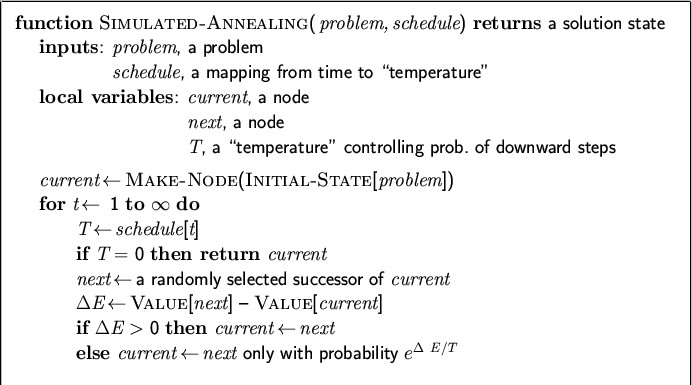 function SIMULATED-ANNEALING( problem, schedule) returns a solution state
inputs: problem, a problem
schedule, a mapping from time to “temperature”
local variables: current, a node
next, a node
T, a “temperature” controlling prob. of downward steps
current ← MAKE-NODE(INITIAL-STATE[problem])
for t ← 1 to ∞ do
T ← schedule[t]
if T = 0 then return current
next ← a randomly selected successor of current
ΔE ← VALUE[next] – VALUE[current]
if ΔE > 0 then current ← next
else current ← next only with probability e^Δ E/T